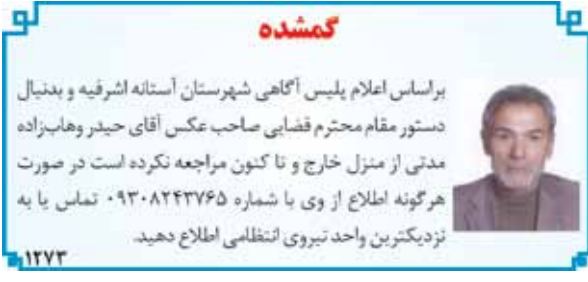 گمشده
براساس اعلام پلیس آگاهی شهرستان آستانه اشرفیه و بدنبال
دستور مقام محترم قضایی صاحب عکس آقای حیدر وهاب‌زاده
مدتی از منزل خارج و تا کنون مراجعه نکرده است در صورت
هرگونه اطلاع از وی با شماره ۰۹۳۰۸۲۴۳۷۶۵ تماس یا به
نزدیکترین واحد نیروی انتظامی اطلاع دهید.
۱۲۷۳